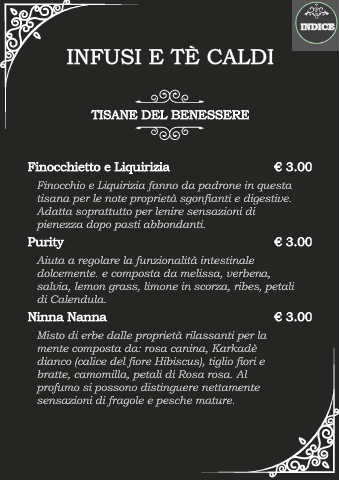 INDICE
INFUSI E TÈ CALDI
TISANE DEL BENESSERE
Finocchietto e Liquirizia € 3.00
Finocchio e Liquirizia fanno da padrone in questa
tisana per le note proprietà sgonfianti e digestive.
Adatta soprattutto per lenire sensazioni di
pienezza dopo pasti abbondanti.
Purity € 3.00
Aiuta a regolare la funzionalità intestinale
dolcemente. e composta da melissa, verbena,
salvia, lemon grass, limone in scorza, ribes, petali
di Calendula.
Ninna Nanna € 3.00
Misto di erbe dalle proprietà rilassanti per la
mente composta da: rosa canina, Karkadè
dianco (calice del fiore Hibiscus), tiglio fiori e
bratte, camomilla, petali di Rosa rosa. Al
profumo si possono distinguere nettamente
sensazioni di fragole e pesche mature.